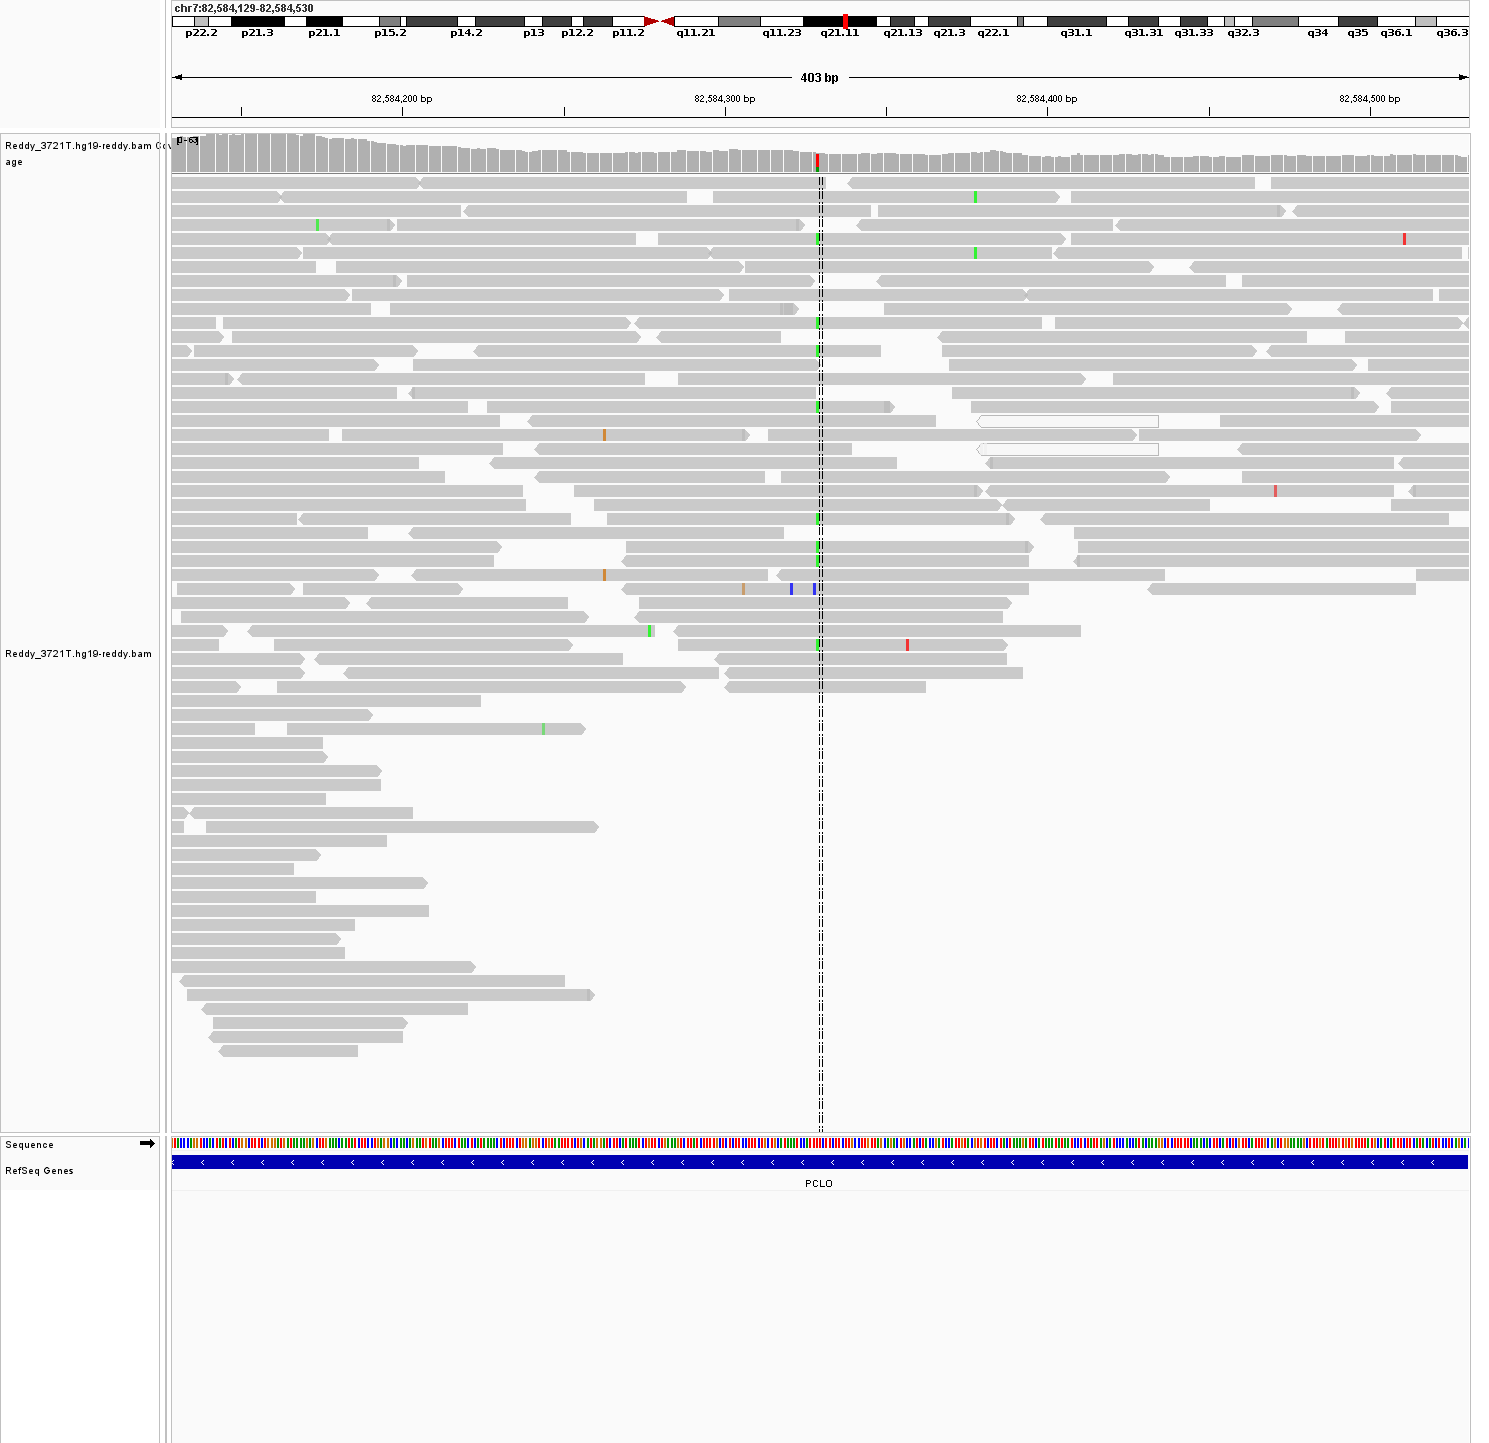 chr7:82,584,129-82,584,530
p22.2 p21.3 p21.1 p15.2 p14.2 p13 p12.2 p11.2 q11.21 q11.23 q21.11 q21.13 q21.3 q22.1 q31.1 q31.31 q31.33 q32.3 q34 q35 q36.1 q36.3
403 bp
82,584,200 bp 82,584,300 bp 82,584,400 bp 82,584,500 bp
Reddy_3721T.hg19-reddy.bam Cov
age
[0 - 63]
Reddy_3721T.hg19-reddy.bam
Sequence
RefSeq Genes
PCLO